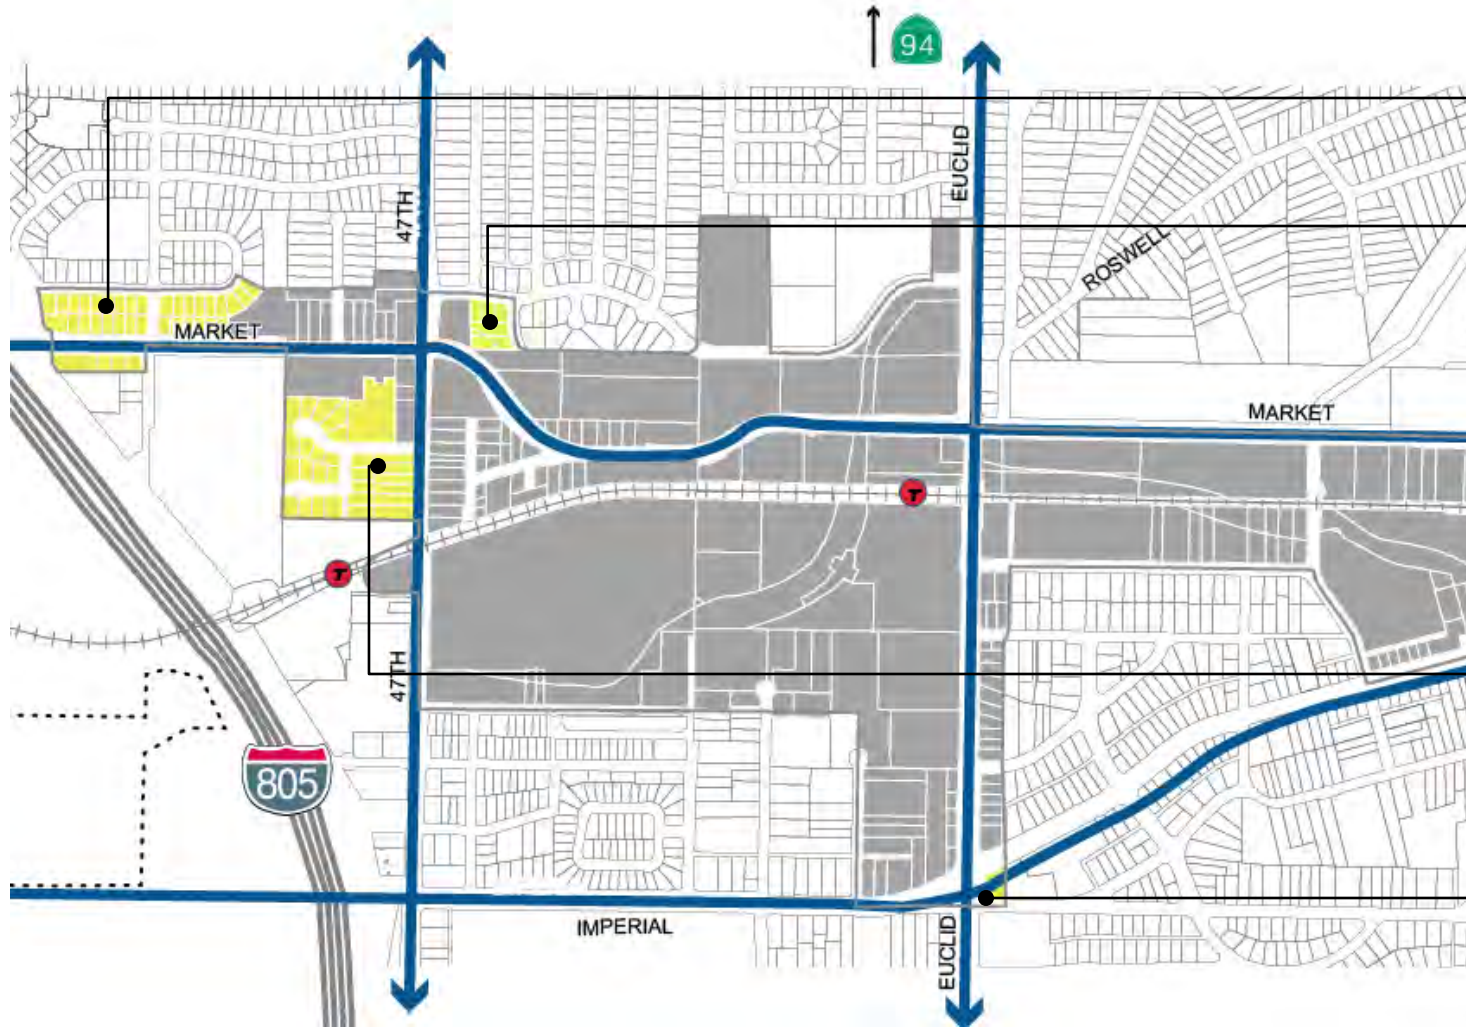 94
EUCLID
47TH
ROSWELL
MARKET
MARKET
T
T
47TH
805
IMPERIAL
EUCLID